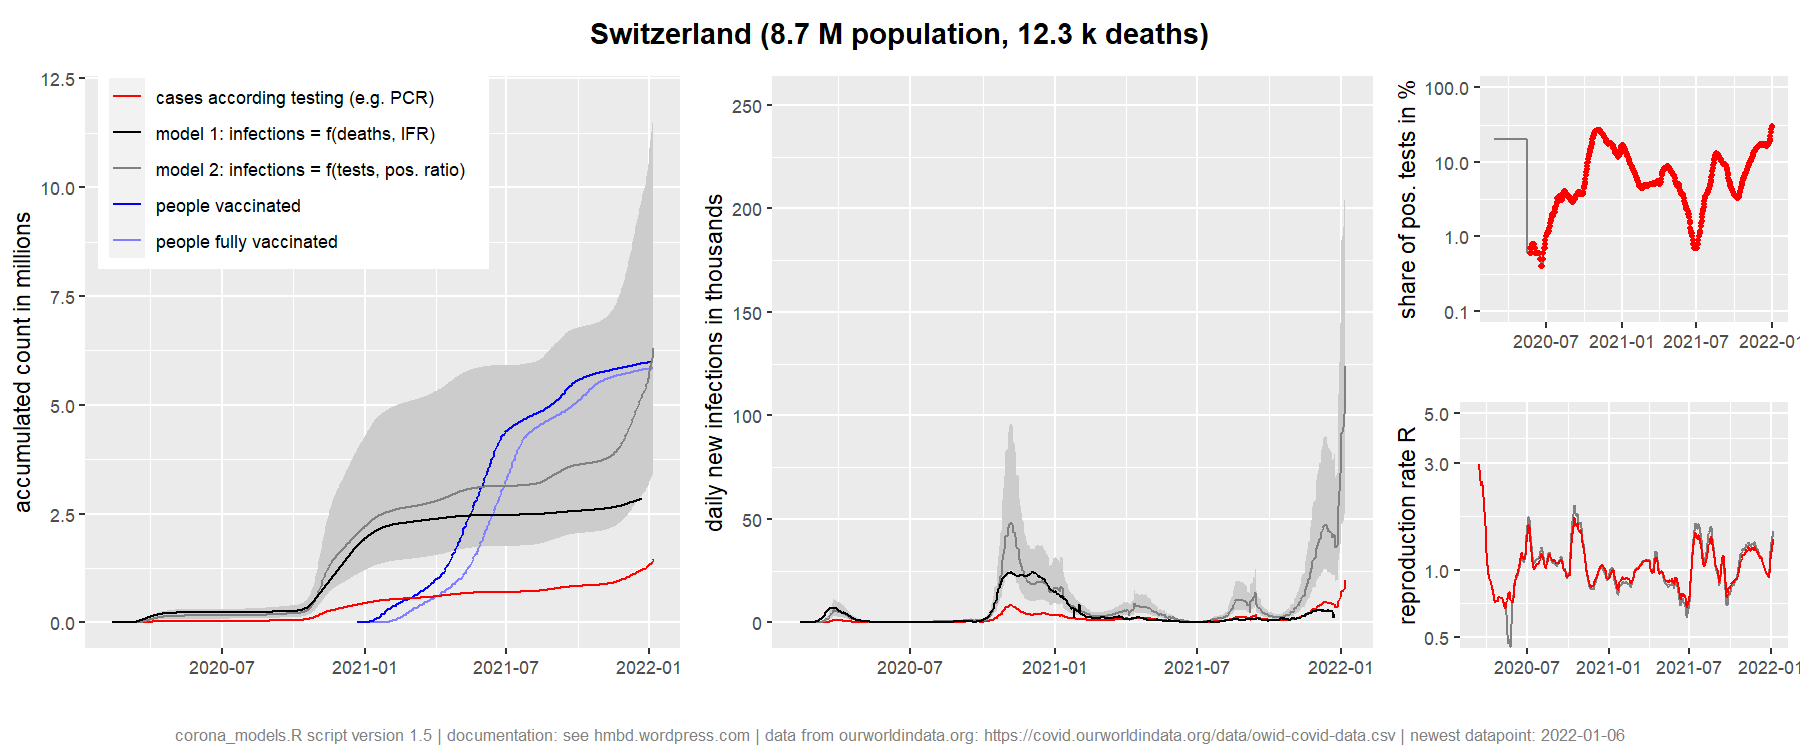 Switzerland (8.7 M population, 12.3 k deaths)
accumulated count in millions
12.5
10.0
7.5
5.0
2.5
0.0
cases according testing (e.g. PCR)
model 1: infections = f(deaths, IFR)
model 2: infections = f(tests, pos. ratio)
people vaccinated
people fully vaccinated
2020-07 2021-01 2021-07 2022-01
daily new infections in thousands
250
200
150
100
50
0
2020-07 2021-01 2021-07 2022-01
share of pos. tests in %
100.0
10.0
1.0
0.1
2020-07 2021-01 2021-07 2022-01
reproduction rate R
5.0
3.0
1.0
0.5
2020-07 2021-01 2021-07 2022-01
corona_models.R script version 1.5 | documentation: see hmbd.wordpress.com | data from ourworldindata.org: https://covid.ourworldindata.org/data/owid-covid-data.csv | newest datapoint: 2022-01-06